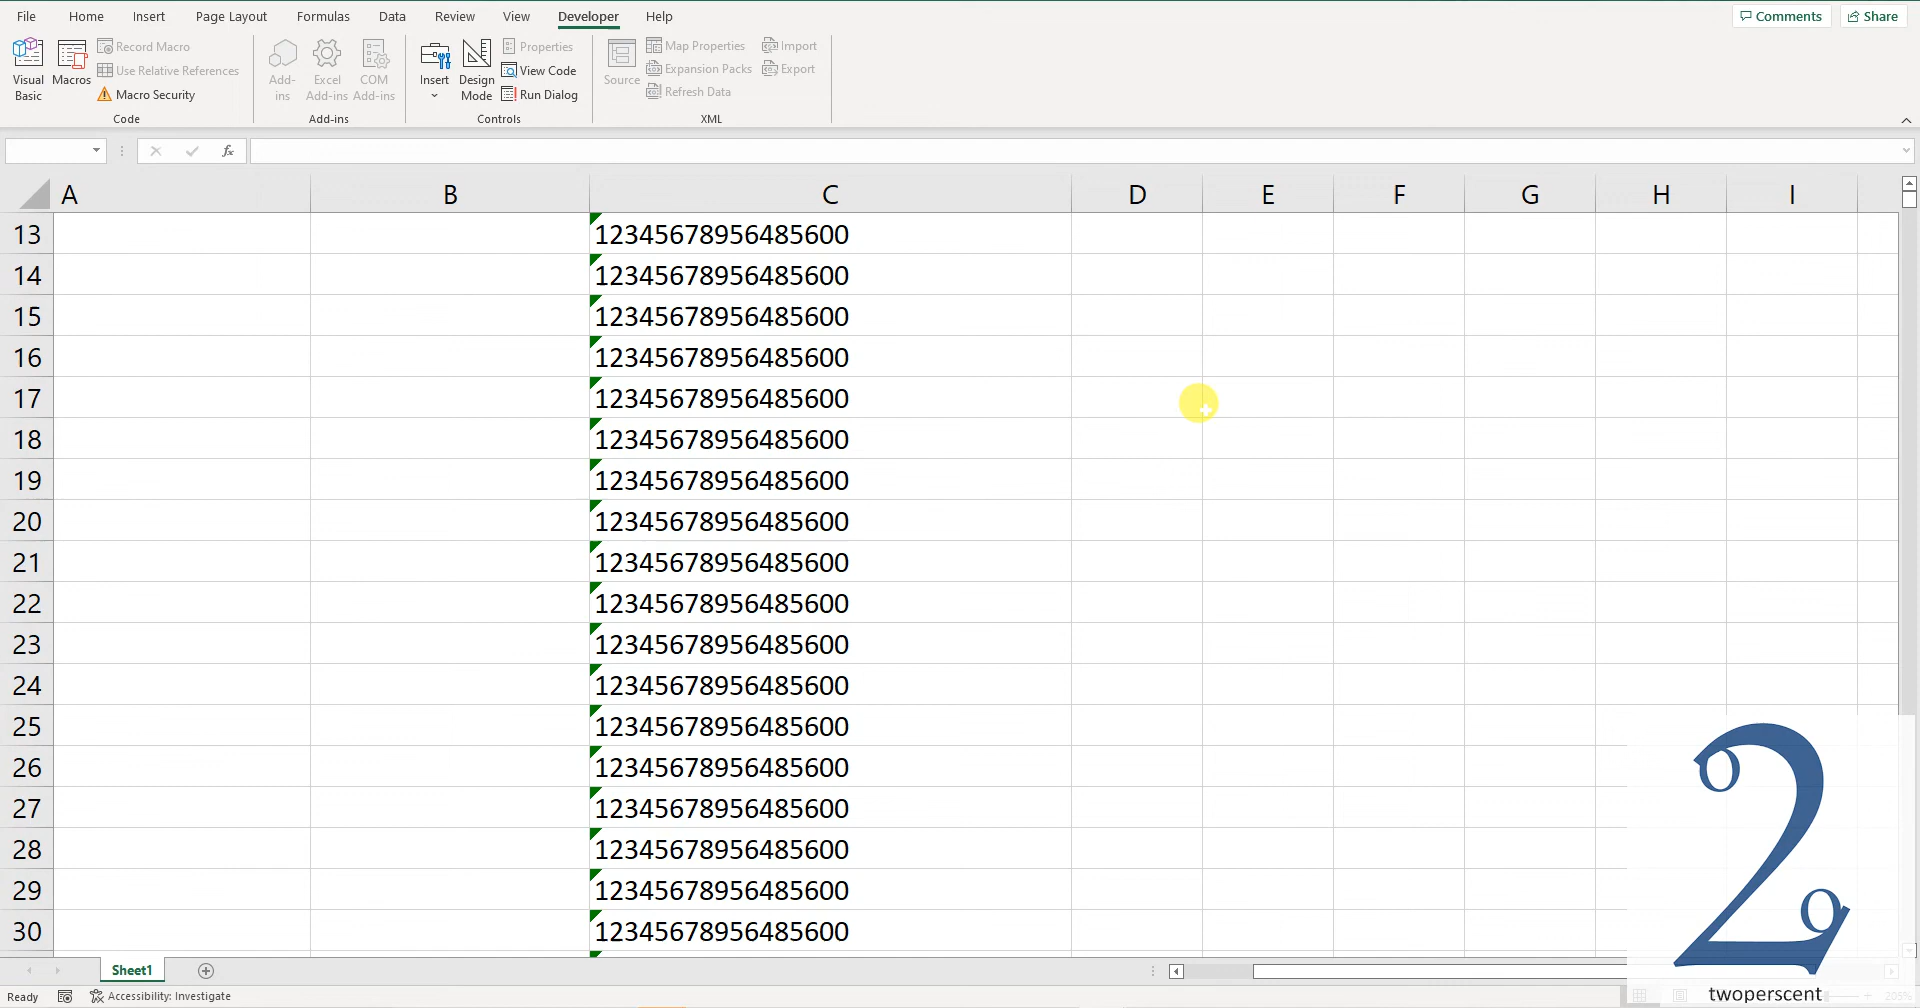 File Home Insert Page Layout Formulas Data Review View Developer Help Comments Share
Visual Basic Macros Record Macro Use Relative References Macro Security
Add-ins Excel Add-ins COM Add-ins
Insert Design Mode Properties View Code Run Dialog
Source Map Properties Expansion Packs Refresh Data Import Export
Code Add-ins Controls XML
fx
A B C D E F G H I
13 12345678956485600
14 12345678956485600
15 12345678956485600
16 12345678956485600
17 12345678956485600
18 12345678956485600
19 12345678956485600
20 12345678956485600
21 12345678956485600
22 12345678956485600
23 12345678956485600
24 12345678956485600
25 12345678956485600
26 12345678956485600
27 12345678956485600
28 12345678956485600
29 12345678956485600
30 12345678956485600
Sheet1
Ready Accessibility: Investigate
2
twoperscent
205%